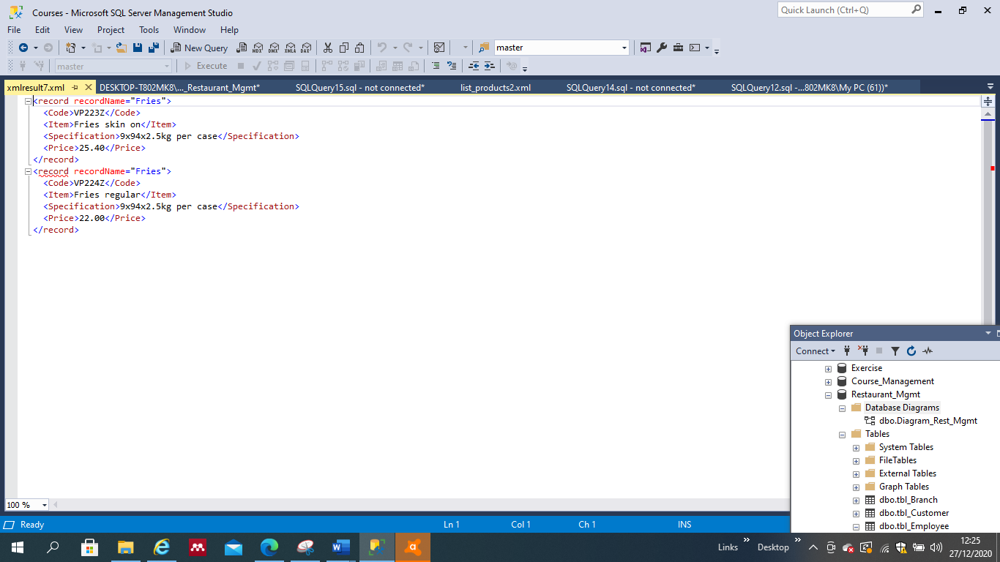 Courses - Microsoft SQL Server Management Studio
Quick Launch (Ctrl+Q)
File Edit View Project Tools Window Help
New Query MDX DMX XMLA DAX master
master Execute
xmlresult7.xml DESKTOP-T802MK8\..._Restaurant_Mgmt* SQLQuery15.sql - not connected* list_products2.xml SQLQuery14.sql - not connected* SQLQuery12.sql -...802MK8\My PC (61))*
<record recordName="Fries">
<Code>VP223Z</Code>
<Item>Fries skin on</Item>
<Specification>9x94x2.5kg per case</Specification>
<Price>25.40</Price>
</record>
<record recordName="Fries">
<Code>VP224Z</Code>
<Item>Fries regular</Item>
<Specification>9x94x2.5kg per case</Specification>
<Price>22.00</Price>
</record>
Object Explorer
Connect
Exercise
Course_Management
Restaurant_Mgmt
Database Diagrams
dbo.Diagram_Rest_Mgmt
Tables
System Tables
FileTables
External Tables
Graph Tables
dbo.tbl_Branch
dbo.tbl_Customer
dbo.tbl_Employee
100 %
Ready Ln 1 Col 1 Ch 1 INS
Links Desktop
12:25
27/12/2020